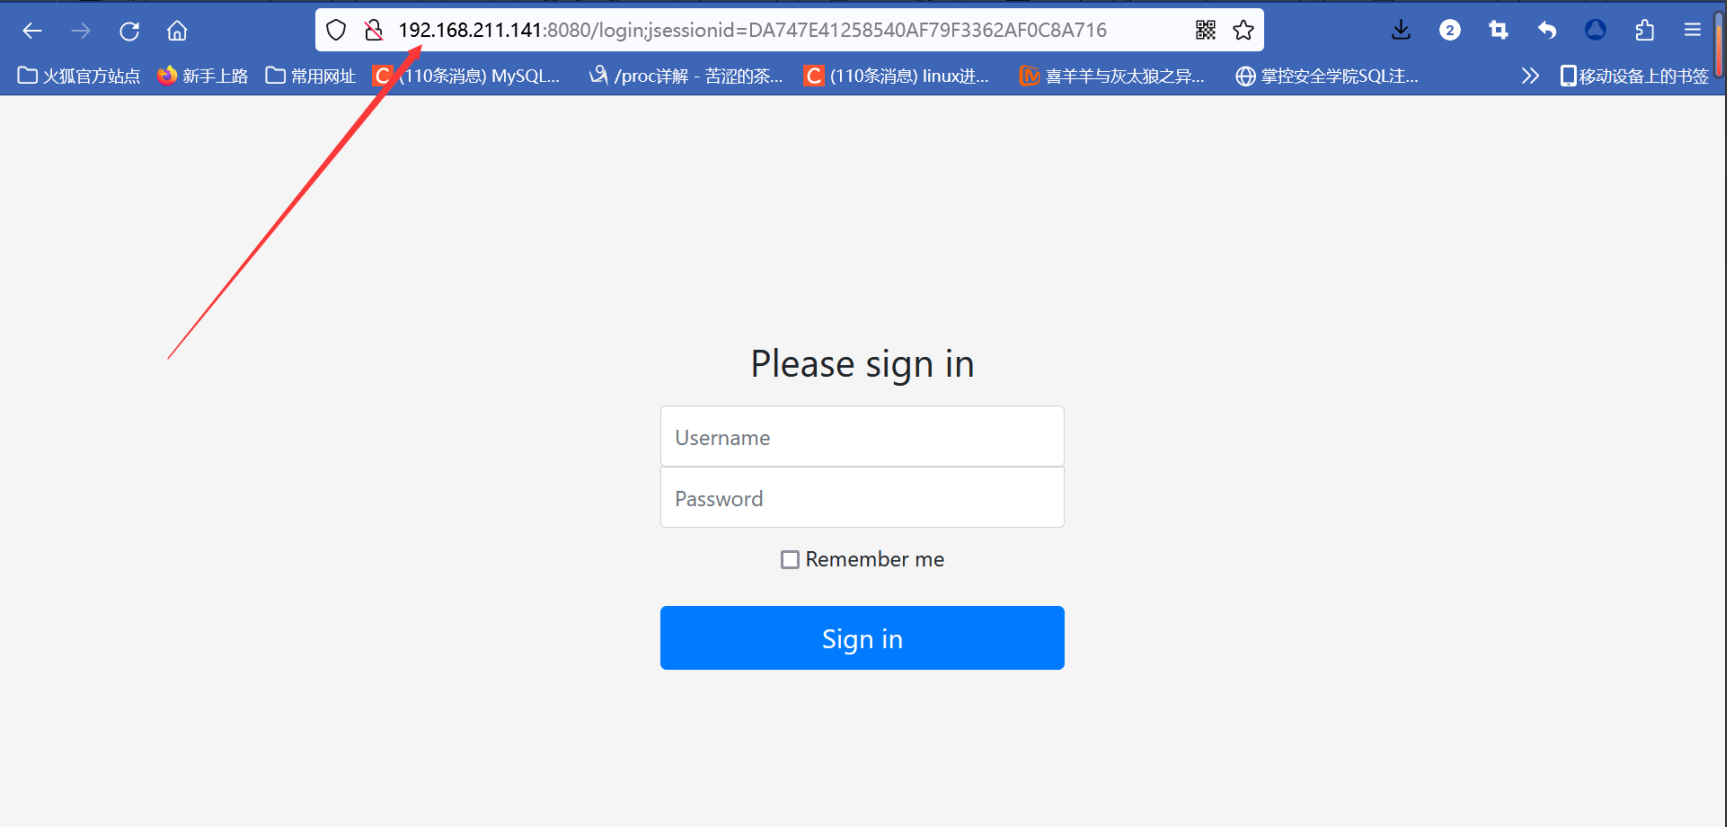 192.168.211.141:8080/login;jsessionid=DA747E41258540AF79F3362AF0C8A716
2
火狐官方站点 新手上路 常用网址 C (110条消息) MySQL... /proc详解 - 苦涩的茶... C (110条消息) linux进... 喜羊羊与灰太狼之异... 掌控安全学院SQL注... 移动设备上的书签
Please sign in
Username
Password
Remember me
Sign in